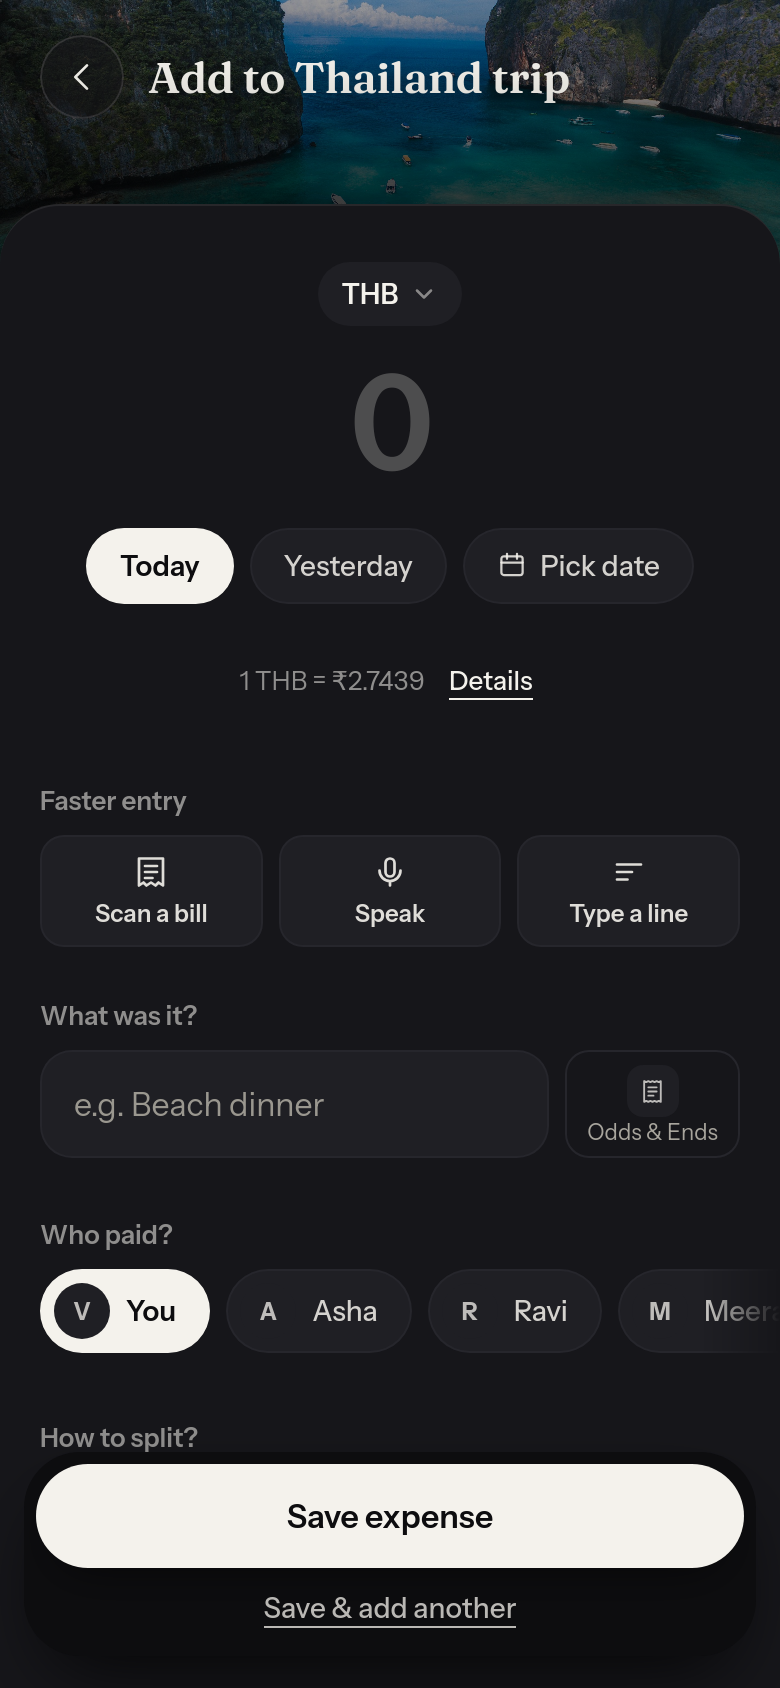 Add to Thailand trip
THB
0
Today
Yesterday
Pick date
1 THB = ₹2.7439 Details
Faster entry
Scan a bill
Speak
Type a line
What was it?
e.g. Beach dinner
Odds & Ends
Who paid?
V You
A Asha
R Ravi
M
How to split?
Save expense
Save & add another